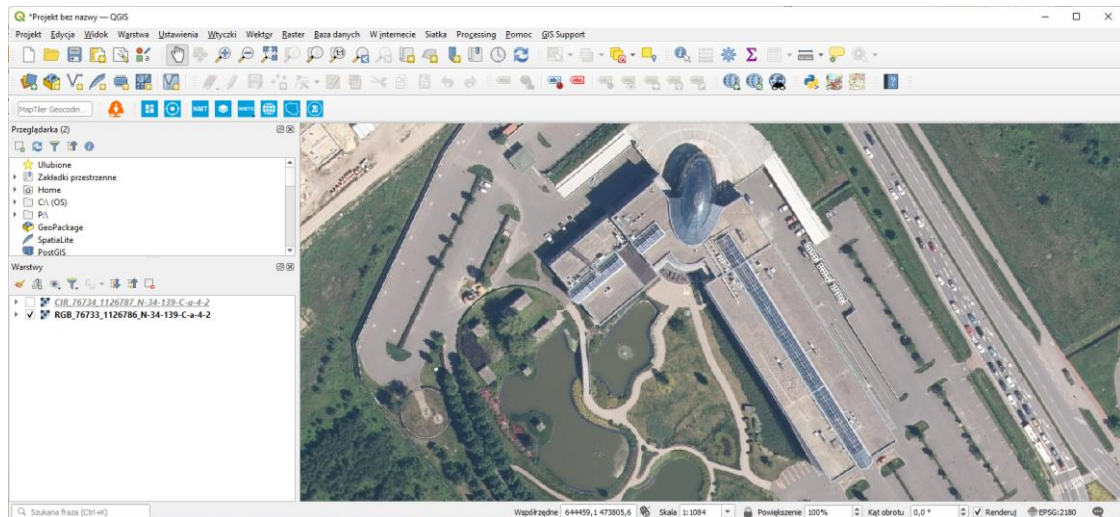 *Projekt bez nazwy — QGIS
Projekt Edycja Widok Warstwa Ustawienia Wtyczki Wektor Raster Baza danych W internecie Siatka Processing Pomoc GIS Support
MapTiler Geocodin...
NMT
WMTS
Przeglądarka (2)
Ulubione
Zakładki przestrzenne
Home
C:\ (OS)
P:\
GeoPackage
SpatiaLite
PostGIS
Warstwy
CIR_76734_1126787_N-34-139-C-a-4-2
RGB_76733_1126786_N-34-139-C-a-4-2
Szukana fraza (Ctrl+K)
Współrzędne 644459,1 473805,6 Skala 1:1084 Powiększenie 100% Kąt obrotu 0,0 ° Renderuj EPSG:2180